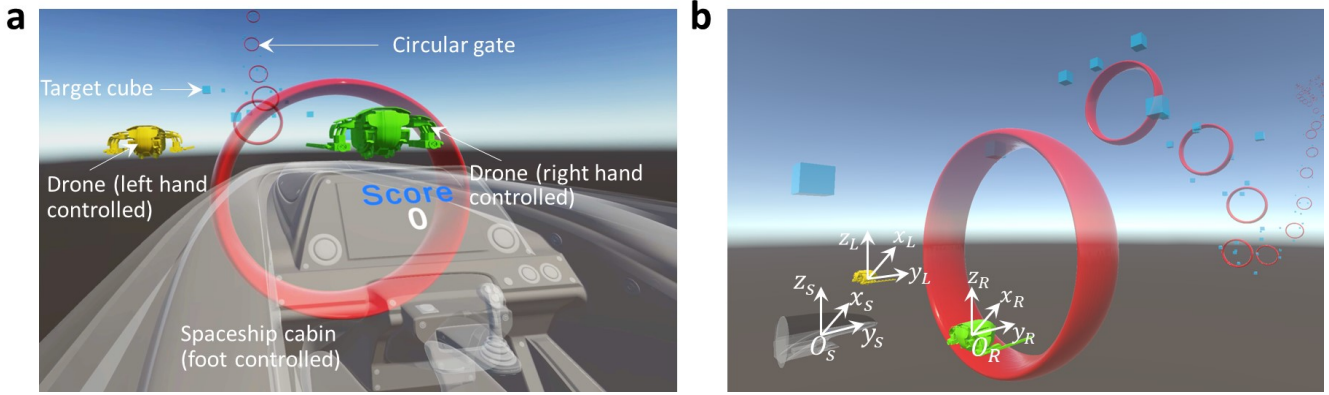 a
Circular gate
Target cube
Drone (left hand
controlled)
Drone (right hand
controlled)
Score
0
Spaceship cabin
(foot controlled)
b
z_L
x_L
y_L
z_S
x_S
y_S
O_S
z_R
x_R
y_R
O_R